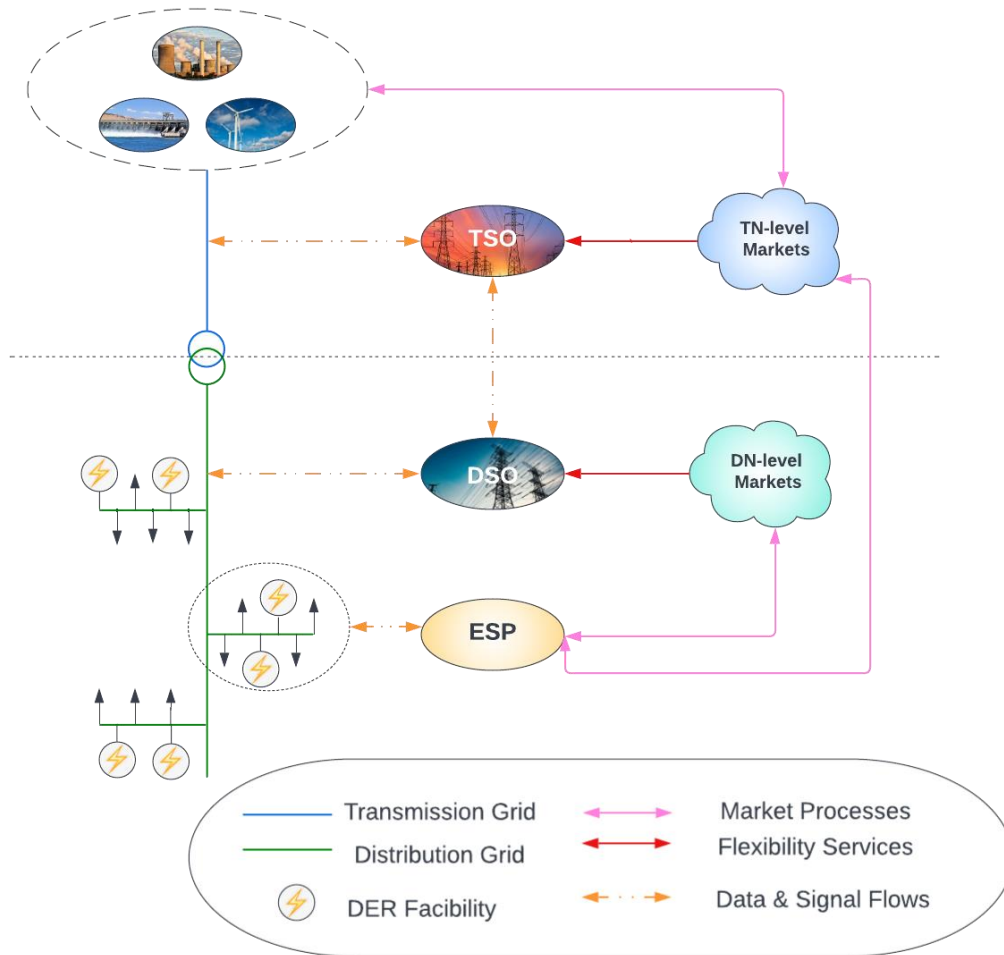 TSO
TN-level
Markets
DSO
DN-level
Markets
ESP
Transmission Grid
Market Processes
Distribution Grid
Flexibility Services
DER Facibility
Data & Signal Flows